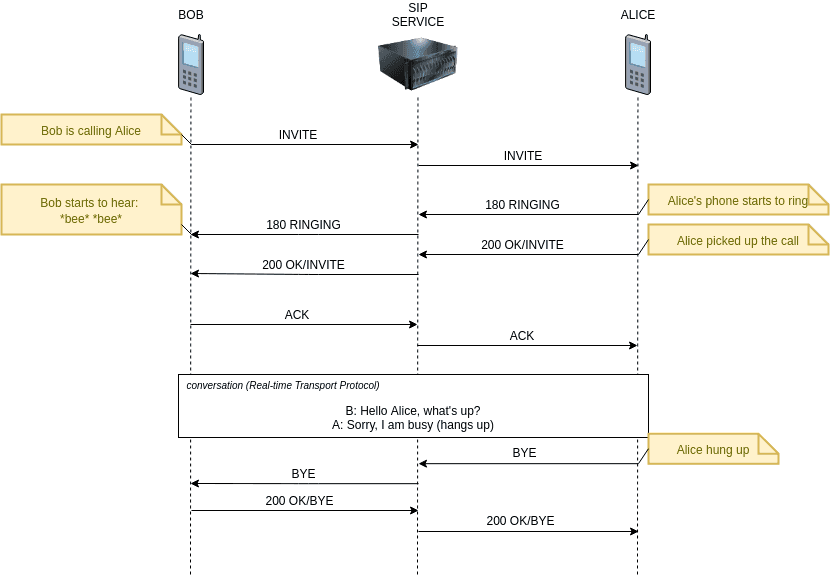 BOB
SIP
SERVICE
ALICE
Bob is calling Alice
INVITE
INVITE
Bob starts to hear:
*bee* *bee*
180 RINGING
Alice's phone starts to ring
180 RINGING
200 OK/INVITE
Alice picked up the call
200 OK/INVITE
ACK
ACK
conversation (Real-time Transport Protocol)
B: Hello Alice, what's up?
A: Sorry, I am busy (hangs up)
BYE
Alice hung up
BYE
200 OK/BYE
200 OK/BYE